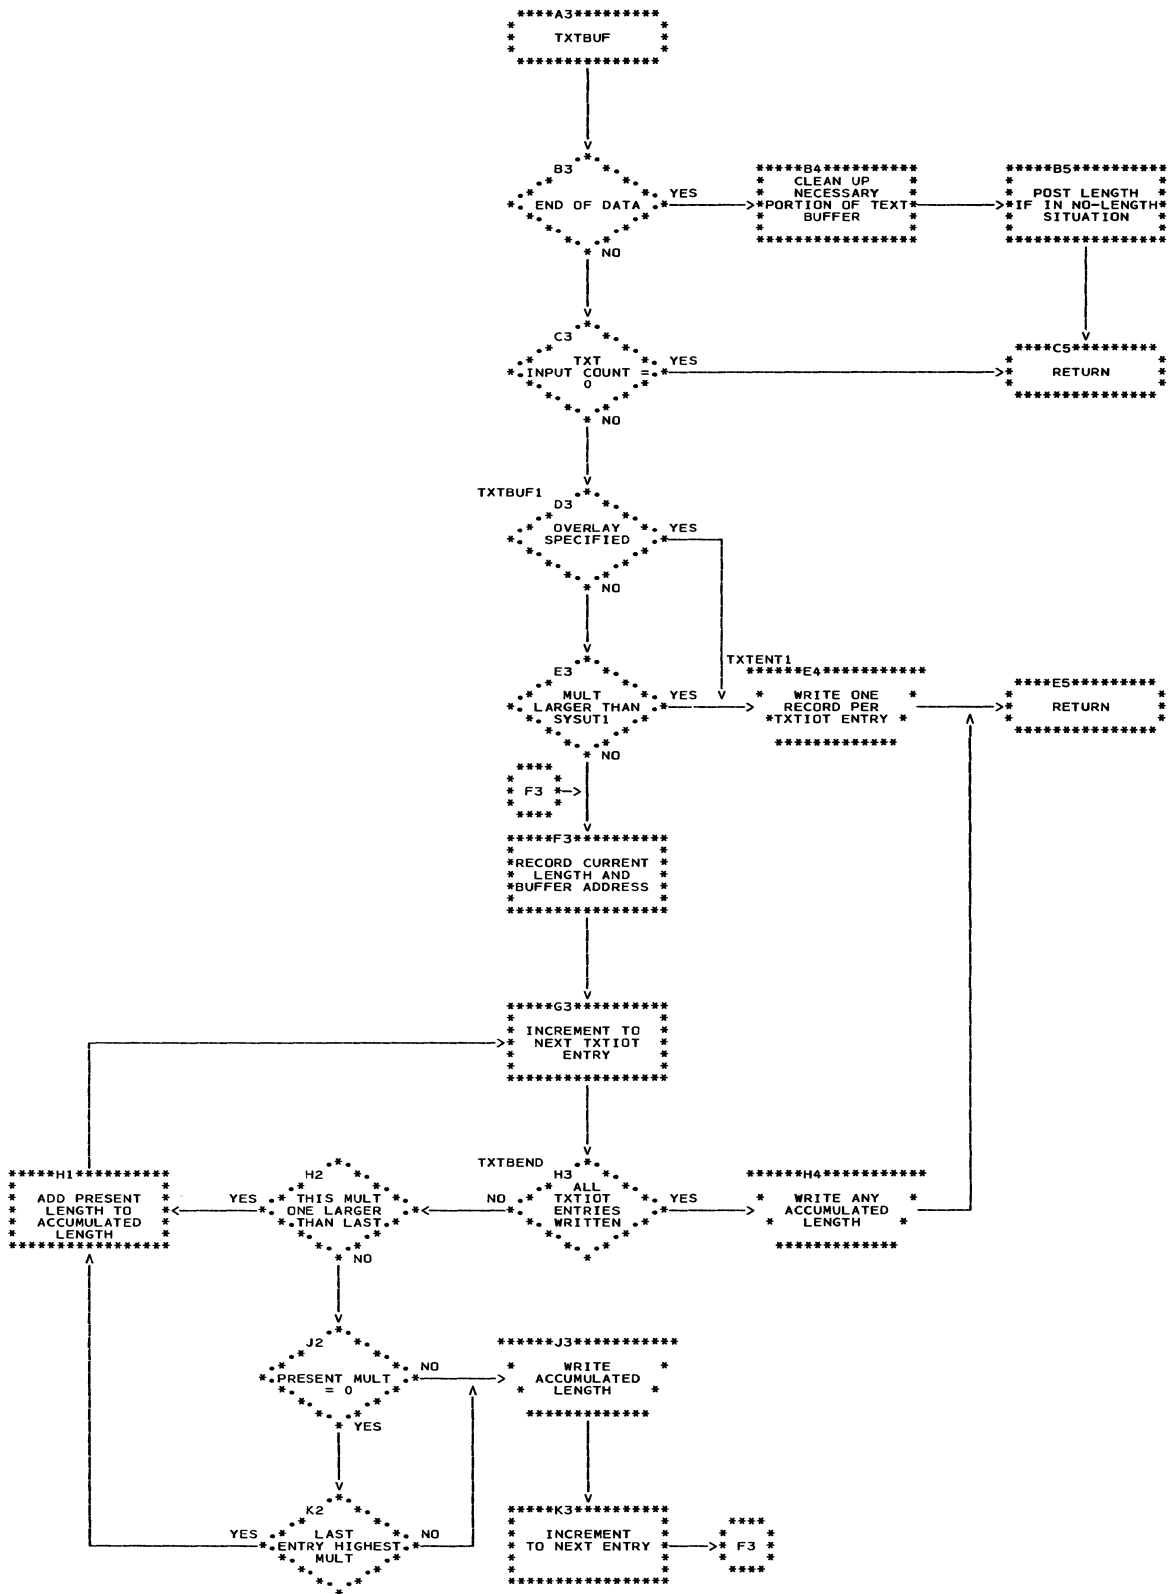 A3
TXTBUF
B3
END OF DATA
YES
NO
B4
CLEAN UP
NECESSARY
PORTION OF TEXT
BUFFER
B5
POST LENGTH
IF IN NO-LENGTH
SITUATION
C3
TXT
INPUT COUNT =
0
YES
NO
C5
RETURN
TXTBUF1
D3
OVERLAY
SPECIFIED
YES
NO
E3
MULT
LARGER THAN
SYSUT1
YES
NO
TXTENT1
E4
WRITE ONE
RECORD PER
TXTIOT ENTRY
E5
RETURN
F3
F3
RECORD CURRENT
LENGTH AND
BUFFER ADDRESS
G3
INCREMENT TO
NEXT TXTIOT
ENTRY
H1
ADD PRESENT
LENGTH TO
ACCUMULATED
LENGTH
YES
H2
THIS MULT
ONE LARGER
THAN LAST
NO
NO
TXTBEND
H3
ALL
TXTIOT
ENTRIES
WRITTEN
YES
H4
WRITE ANY
ACCUMULATED
LENGTH
J2
PRESENT MULT
= 0
NO
YES
J3
WRITE
ACCUMULATED
LENGTH
YES
K2
LAST
ENTRY HIGHEST
MULT
NO
K3
INCREMENT
TO NEXT ENTRY
F3